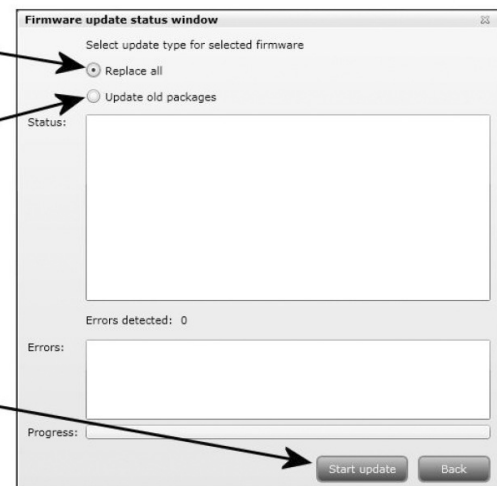 Firmware update status window
Select update type for selected firmware
Replace all
Update old packages
Status:
Errors detected: 0
Errors:
Progress:
Start update
Back